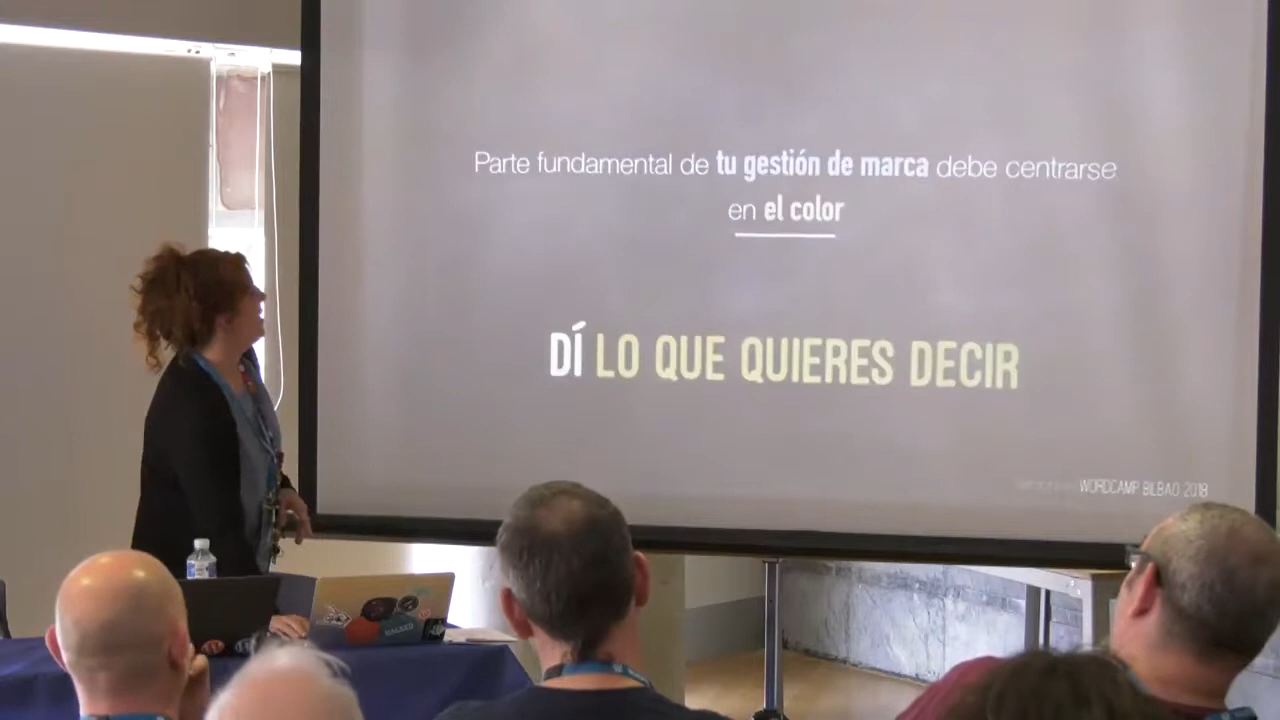 Parte fundamental de tu gestión de marca debe centrarse
en el color
DÍ LO QUE QUIERES DECIR
WORDCAMP BILBAO 2018
HACKED